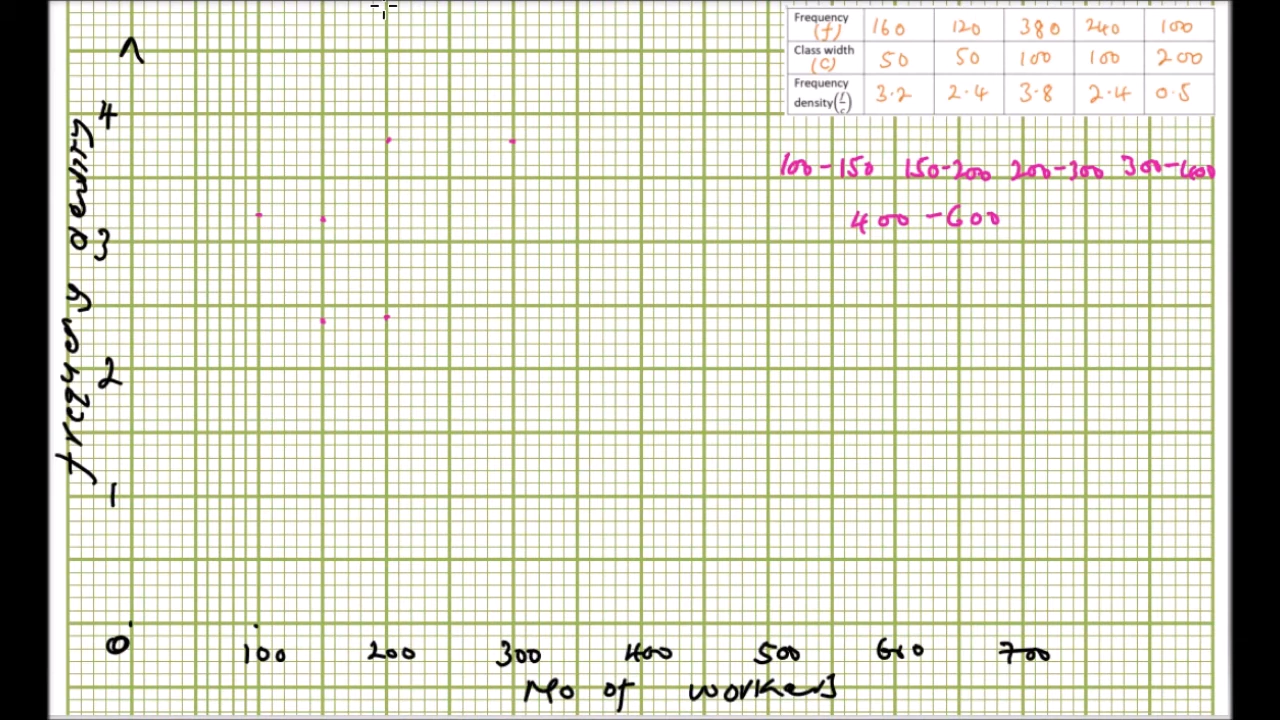 Frequency (f) 160 120 380 240 100
Class width (C) 50 50 100 100 200
Frequency density (f/c) 3.2 2.4 3.8 2.4 0.5
100-150 150-200 200-300 300-400
400-600
4
3
2
1
frequency density
0 100 200 300 400 500 600 700
No of workers